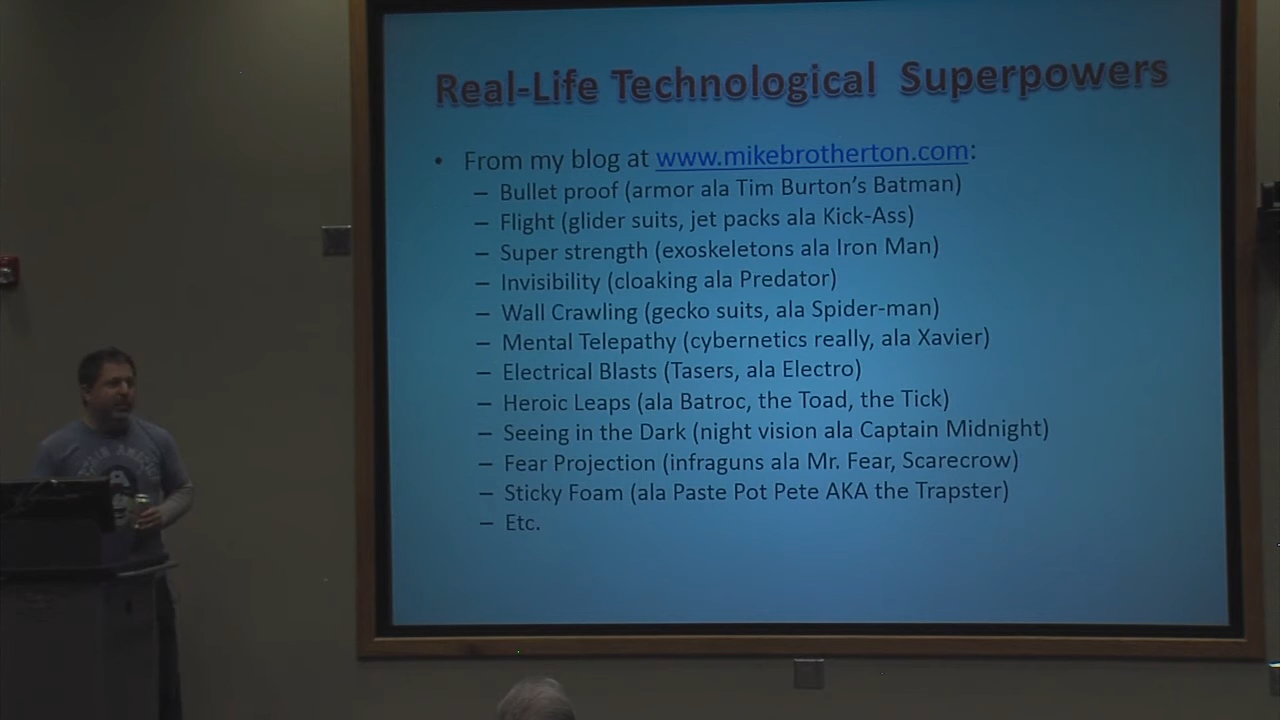 Real-Life Technological Superpowers
• From my blog at www.mikebrotherton.com:
– Bullet proof (armor ala Tim Burton's Batman)
– Flight (glider suits, jet packs ala Kick-Ass)
– Super strength (exoskeletons ala Iron Man)
– Invisibility (cloaking ala Predator)
– Wall Crawling (gecko suits, ala Spider-man)
– Mental Telepathy (cybernetics really, ala Xavier)
– Electrical Blasts (Tasers, ala Electro)
– Heroic Leaps (ala Batroc, the Toad, the Tick)
– Seeing in the Dark (night vision ala Captain Midnight)
– Fear Projection (infraguns ala Mr. Fear, Scarecrow)
– Sticky Foam (ala Paste Pot Pete AKA the Trapster)
– Etc.